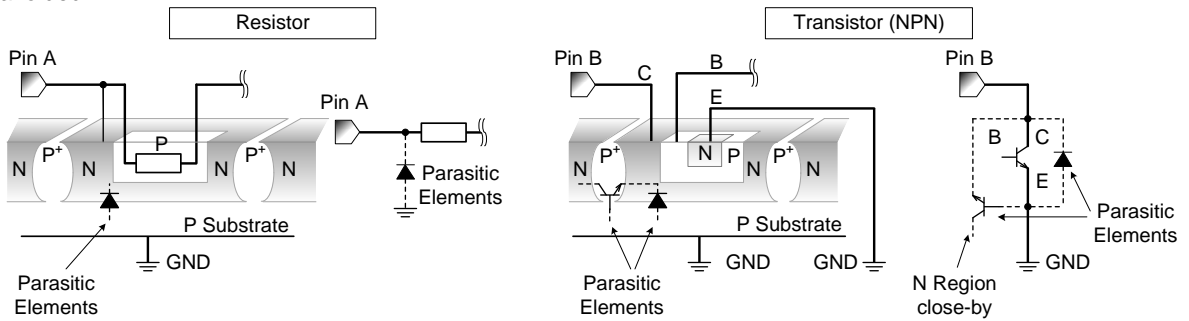 Resistor
Transistor (NPN)
Pin A
Pin A
N
P+
N
P
P+
N
Parasitic
Elements
P Substrate
GND
Parasitic
Elements
Pin B
C
B
E
N
P+
N
N
P
P+
N
P Substrate
GND
GND
Parasitic
Elements
Pin B
B
C
E
Parasitic
Elements
GND
N Region
close-by